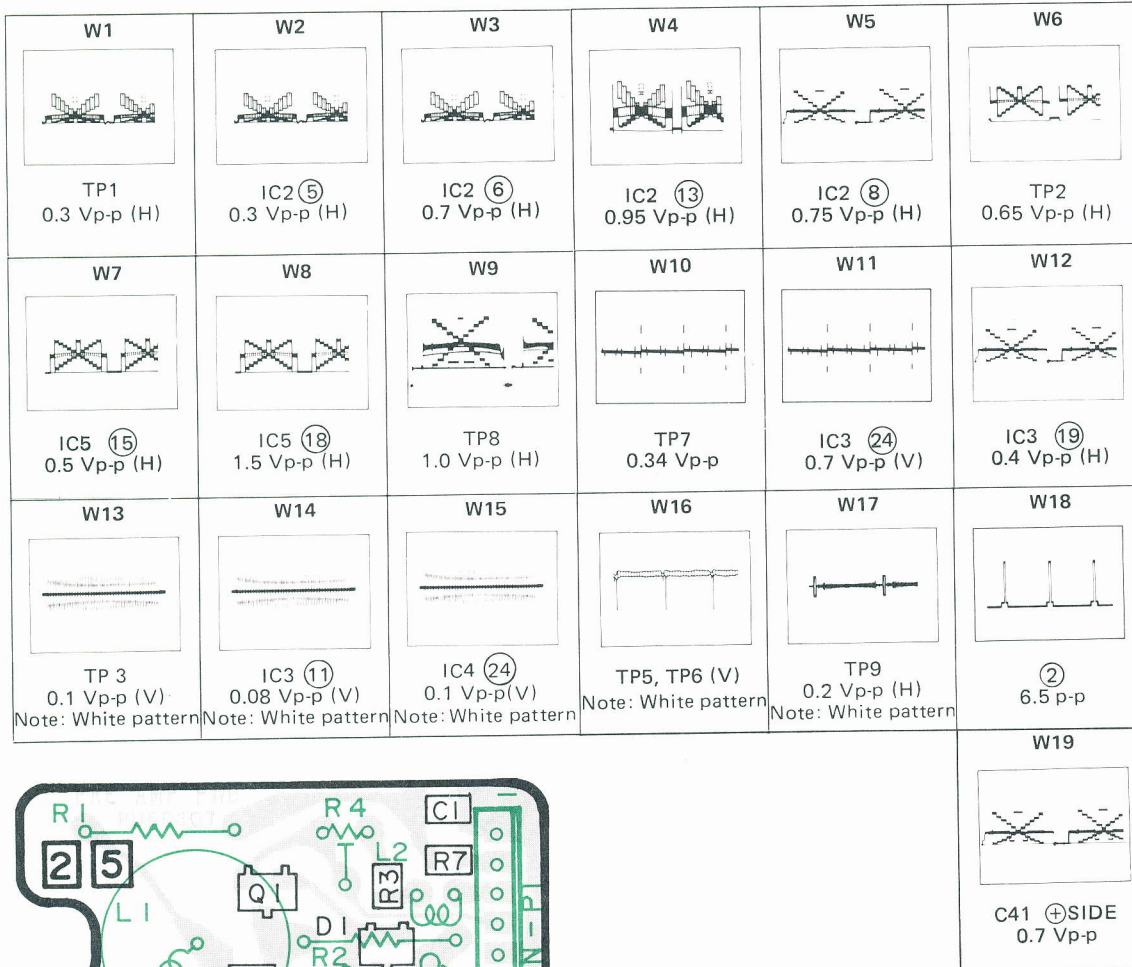 W1
TP1
0.3 Vp-p (H)
W2
IC2 ⑤
0.3 Vp-p (H)
W3
IC2 ⑥
0.7 Vp-p (H)
W4
IC2 ⑬
0.95 Vp-p (H)
W5
IC2 ⑧
0.75 Vp-p (H)
W6
TP2
0.65 Vp-p (H)
W7
IC5 ⑮
0.5 Vp-p (H)
W8
IC5 ⑱
1.5 Vp-p (H)
W9
TP8
1.0 Vp-p (H)
W10
TP7
0.34 Vp-p
W11
IC3 ㉔
0.7 Vp-p (V)
W12
IC3 ⑲
0.4 Vp-p (H)
W13
TP 3
0.1 Vp-p (V)
Note: White pattern
W14
IC3 ⑪
0.08 Vp-p (V)
Note: White pattern
W15
IC4 ㉔
0.1 Vp-p(V)
Note: White pattern
W16
TP5, TP6 (V)
Note: White pattern
W17
TP9
0.2 Vp-p (H)
Note: White pattern
W18
②
6.5 p-p
W19
C41 ⊕SIDE
0.7 Vp-p
R1
R4
C1
25
L2
R7
R3
Q1
L1
D1
R2
N-P1